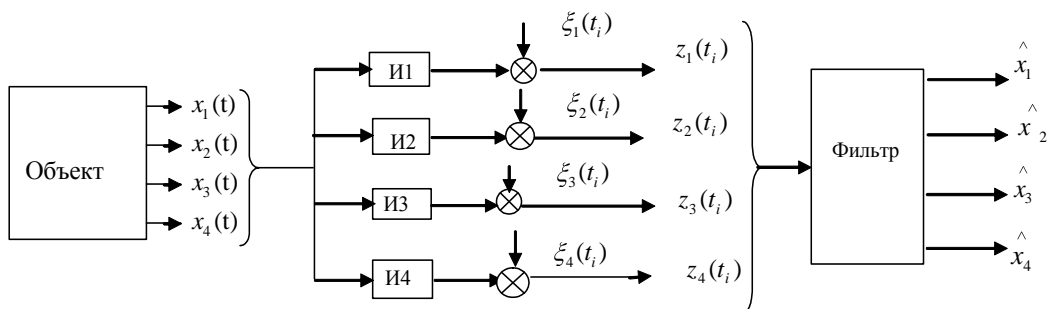 Объект
x₁(t)
x₂(t)
x₃(t)
x₄(t)
И1
И2
И3
И4
ξ₁(tᵢ)
ξ₂(tᵢ)
ξ₃(tᵢ)
ξ₄(tᵢ)
z₁(tᵢ)
z₂(tᵢ)
z₃(tᵢ)
z₄(tᵢ)
Фильтр
x̂₁
x̂₂
x̂₃
x̂₄